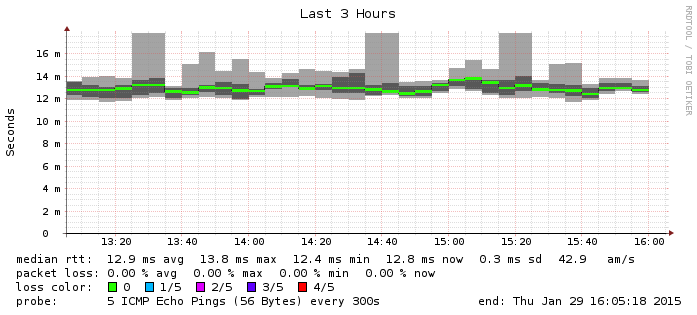 Last 3 Hours
RRDTOOL / TOBI OETIKER
Seconds
16 m
14 m
12 m
10 m
8 m
6 m
4 m
2 m
0
13:20 13:40 14:00 14:20 14:40 15:00 15:20 15:40 16:00
median rtt: 12.9 ms avg 13.8 ms max 12.4 ms min 12.8 ms now 0.3 ms sd 42.9 am/s
packet loss: 0.00 % avg 0.00 % max 0.00 % min 0.00 % now
loss color: 0 1/5 2/5 3/5 4/5
probe: 5 ICMP Echo Pings (56 Bytes) every 300s end: Thu Jan 29 16:05:18 2015